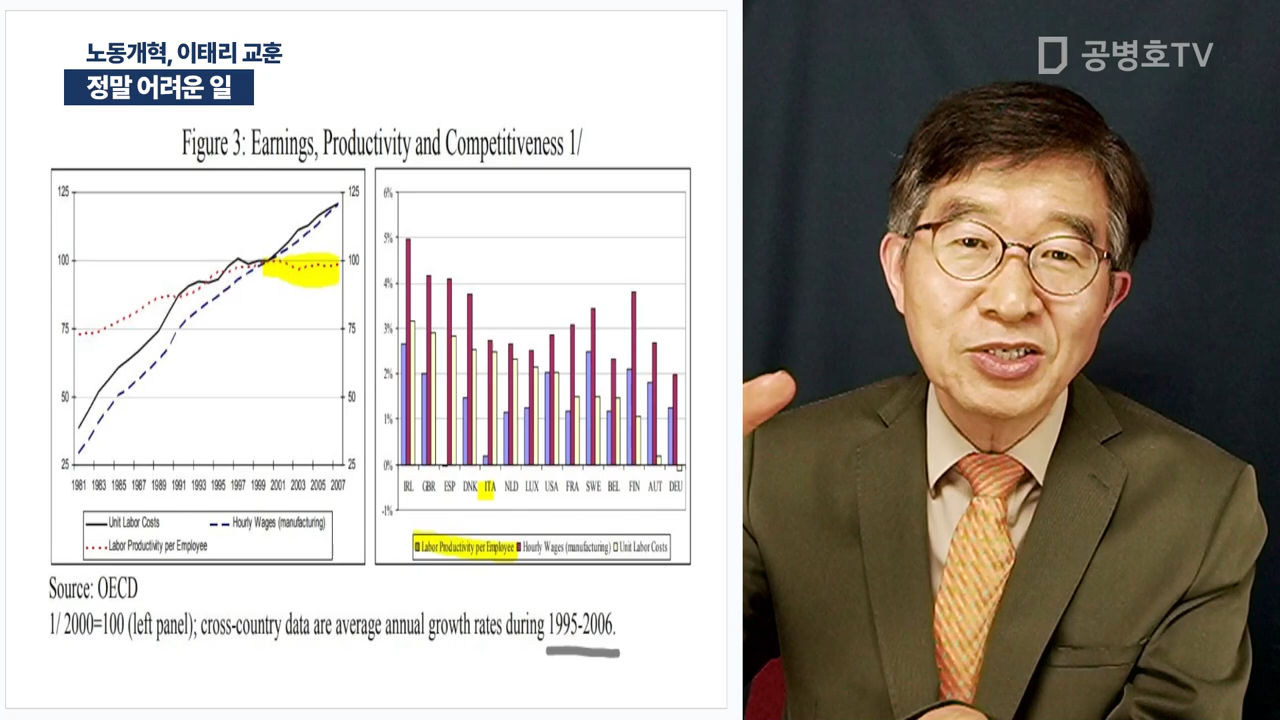 노동개혁, 이태리 교훈
정말 어려운 일
공병호TV
Figure 3: Earnings, Productivity and Competitiveness 1/
125
100
75
50
25
125
100
75
50
25
1981 1983 1985 1987 1989 1991 1993 1995 1997 1999 2001 2003 2005 2007
Unit Labor Costs
Hourly Wages (manufacturing)
Labor Productivity per Employee
6%
5%
4%
3%
2%
1%
0%
-1%
IRL GBR ESP DNK ITA NLD LUX USA FRA SWE BEL FIN AUT DEU
Labor Productivity per Employee Hourly Wages (manufacturing) Unit Labor Costs
Source: OECD
1/ 2000=100 (left panel); cross-country data are average annual growth rates during 1995-2006.